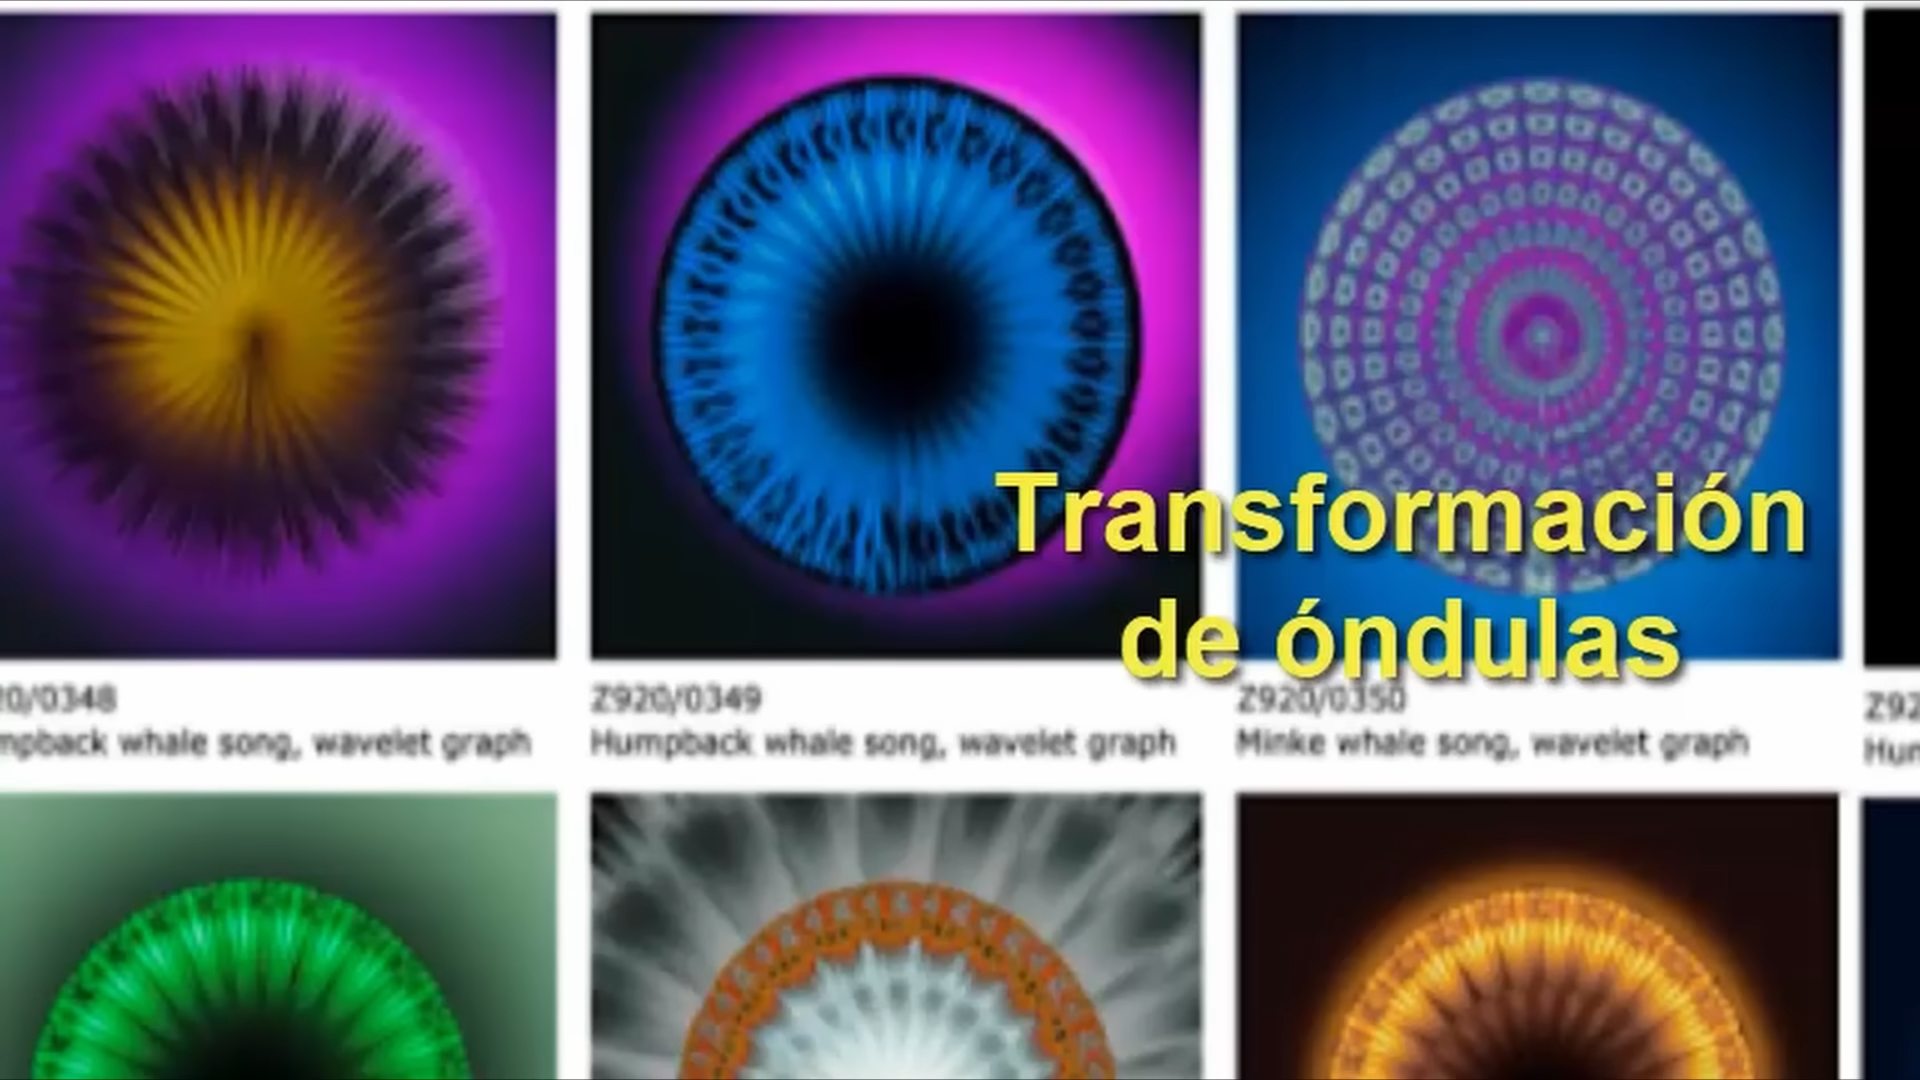 Transformación
de óndulas
20/0348
mpback whale song, wavelet graph
Z920/0349
Humpback whale song, wavelet graph
Z920/0350
Minke whale song, wavelet graph
Z92
Hum